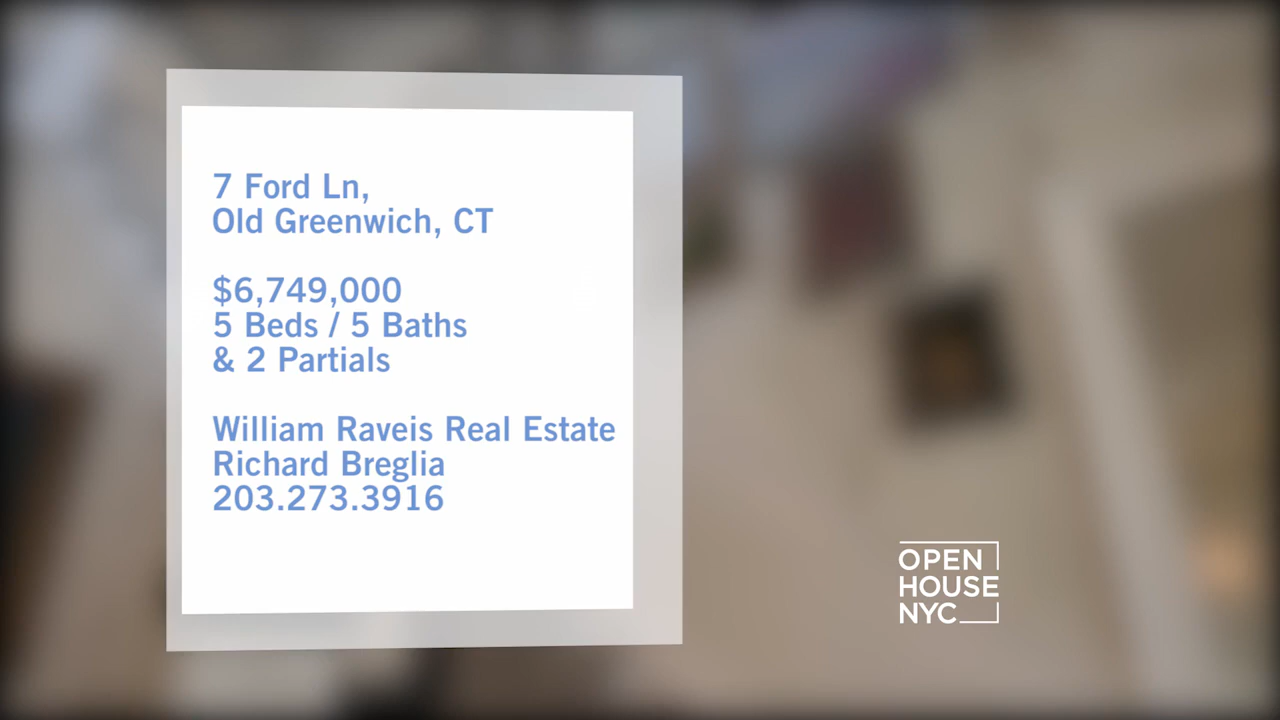 7 Ford Ln,
Old Greenwich, CT
$6,749,000
5 Beds / 5 Baths
& 2 Partials
William Raveis Real Estate
Richard Breglia
203.273.3916
OPEN
HOUSE
NYC